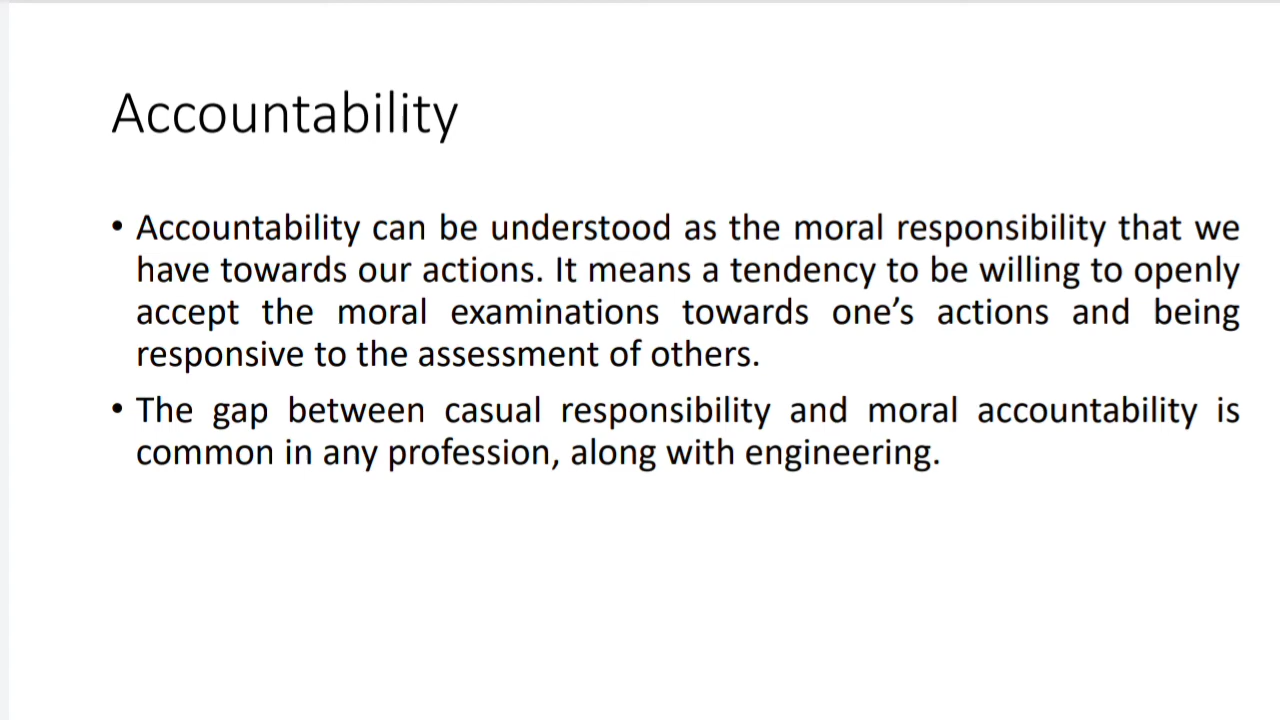 Accountability
• Accountability can be understood as the moral responsibility that we
have towards our actions. It means a tendency to be willing to openly
accept the moral examinations towards one’s actions and being
responsive to the assessment of others.
• The gap between casual responsibility and moral accountability is
common in any profession, along with engineering.